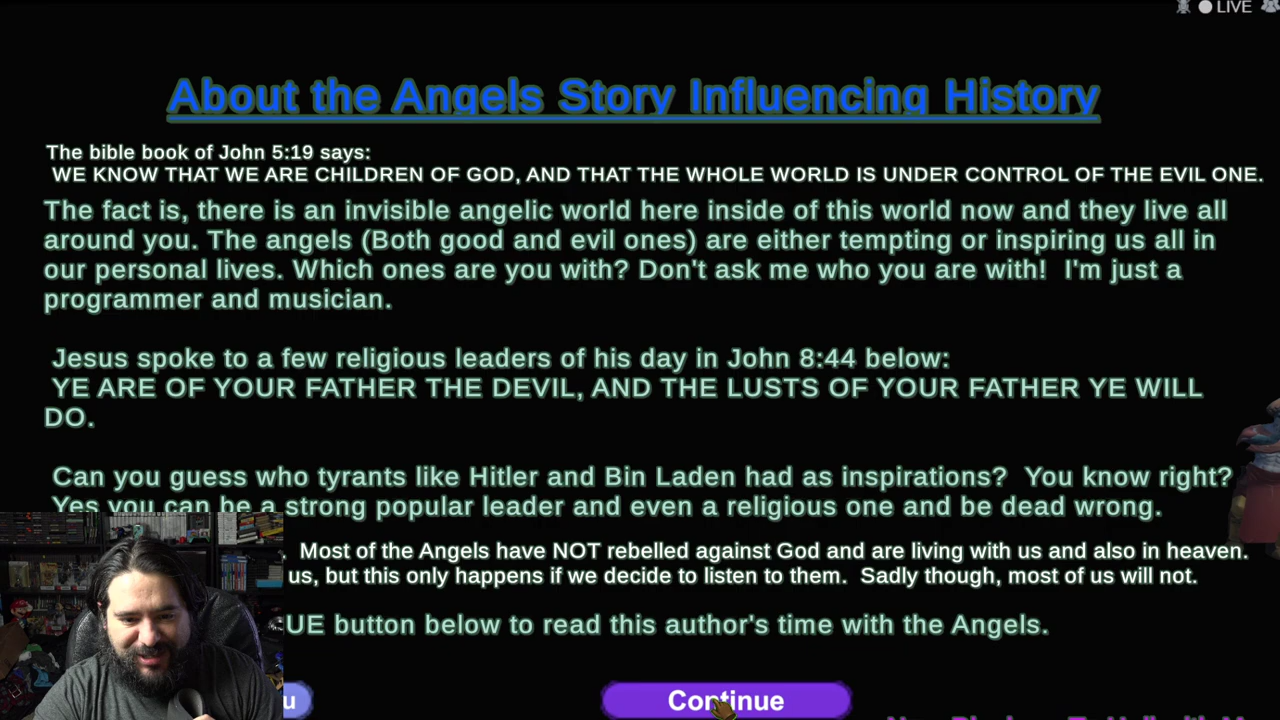 LIVE
About the Angels Story Influencing History
The bible book of John 5:19 says:
WE KNOW THAT WE ARE CHILDREN OF GOD, AND THAT THE WHOLE WORLD IS UNDER CONTROL OF THE EVIL ONE.
The fact is, there is an invisible angelic world here inside of this world now and they live all
around you. The angels (Both good and evil ones) are either tempting or inspiring us all in
our personal lives. Which ones are you with? Don't ask me who you are with!  I'm just a
programmer and musician.
Jesus spoke to a few religious leaders of his day in John 8:44 below:
YE ARE OF YOUR FATHER THE DEVIL, AND THE LUSTS OF YOUR FATHER YE WILL
DO.
Can you guess who tyrants like Hitler and Bin Laden had as inspirations?  You know right?
Yes you can be a strong popular leader and even a religious one and be dead wrong.
.  Most of the Angels have NOT rebelled against God and are living with us and also in heaven.
us, but this only happens if we decide to listen to them.  Sadly though, most of us will not.
UE button below to read this author's time with the Angels.
u
Continue